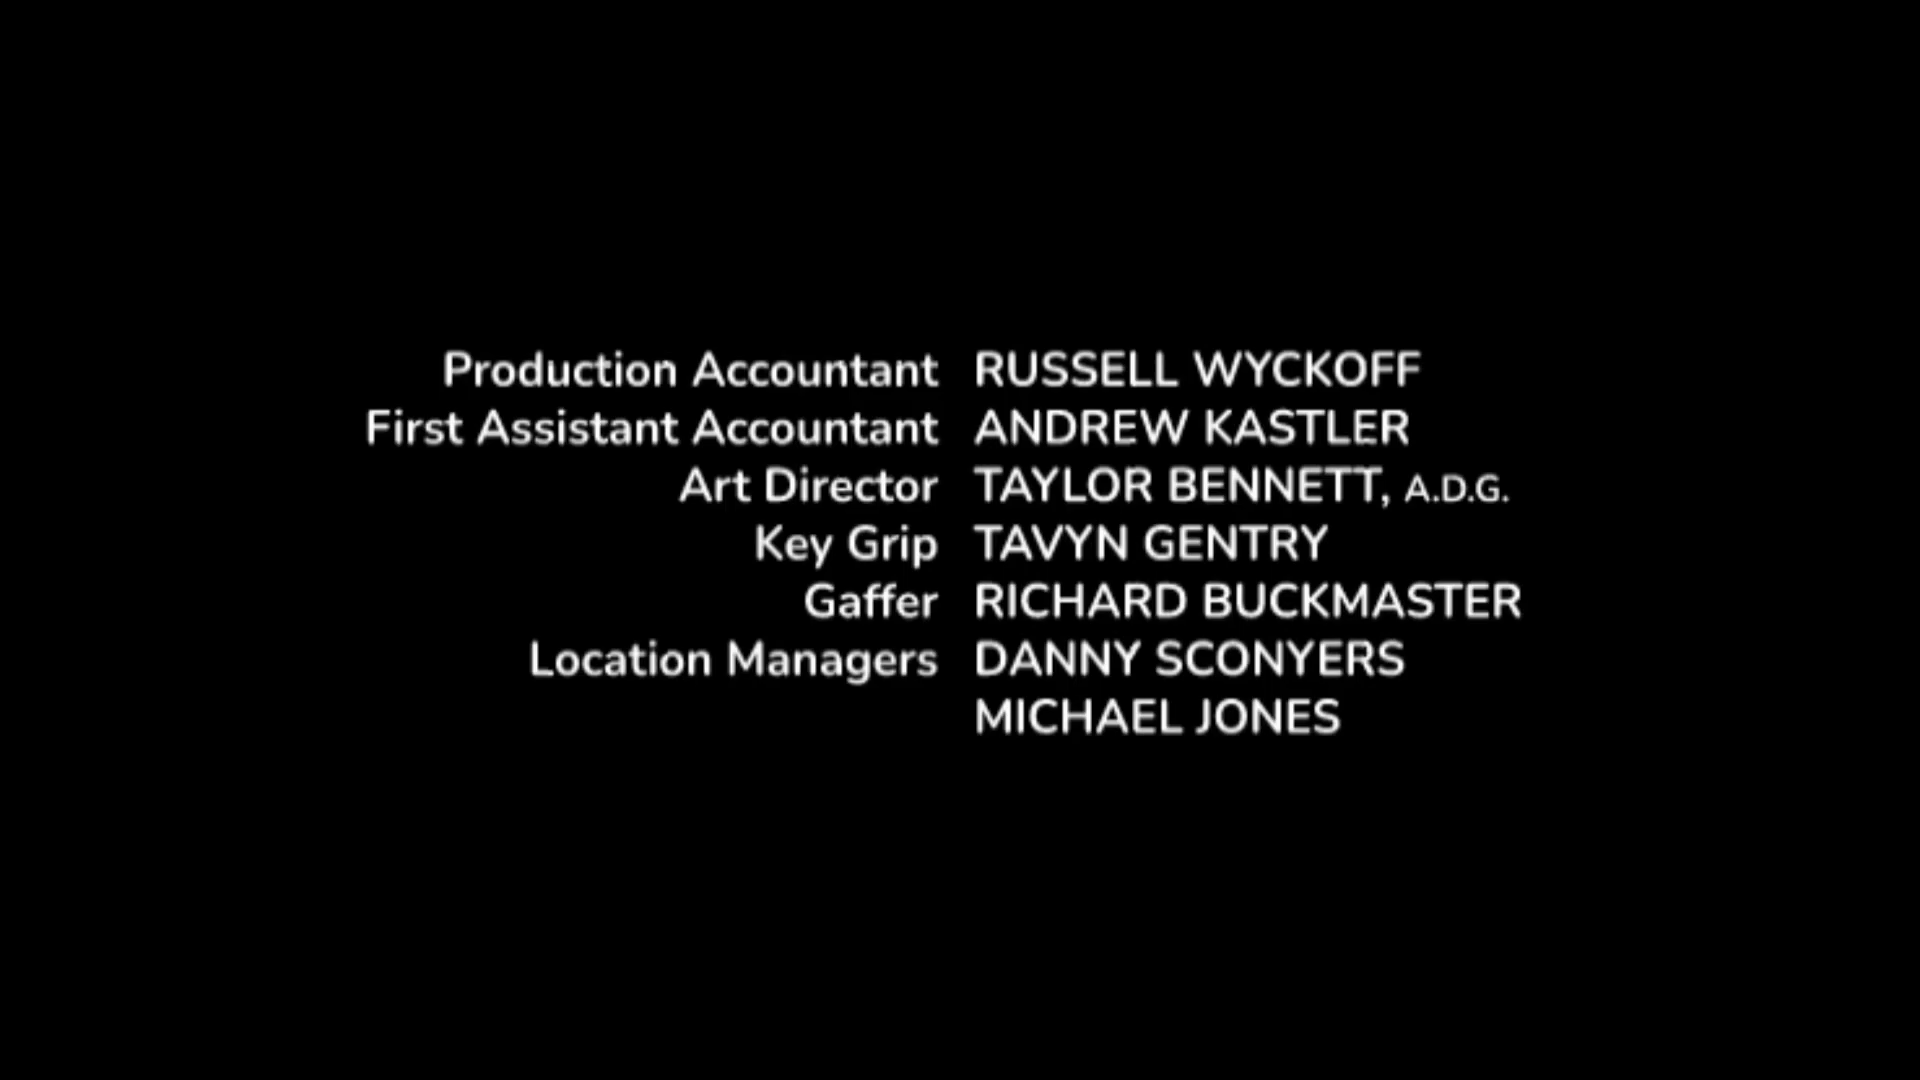 Production Accountant RUSSELL WYCKOFF
First Assistant Accountant ANDREW KASTLER
Art Director TAYLOR BENNETT, A.D.G.
Key Grip TAVYN GENTRY
Gaffer RICHARD BUCKMASTER
Location Managers DANNY SCONYERS
MICHAEL JONES